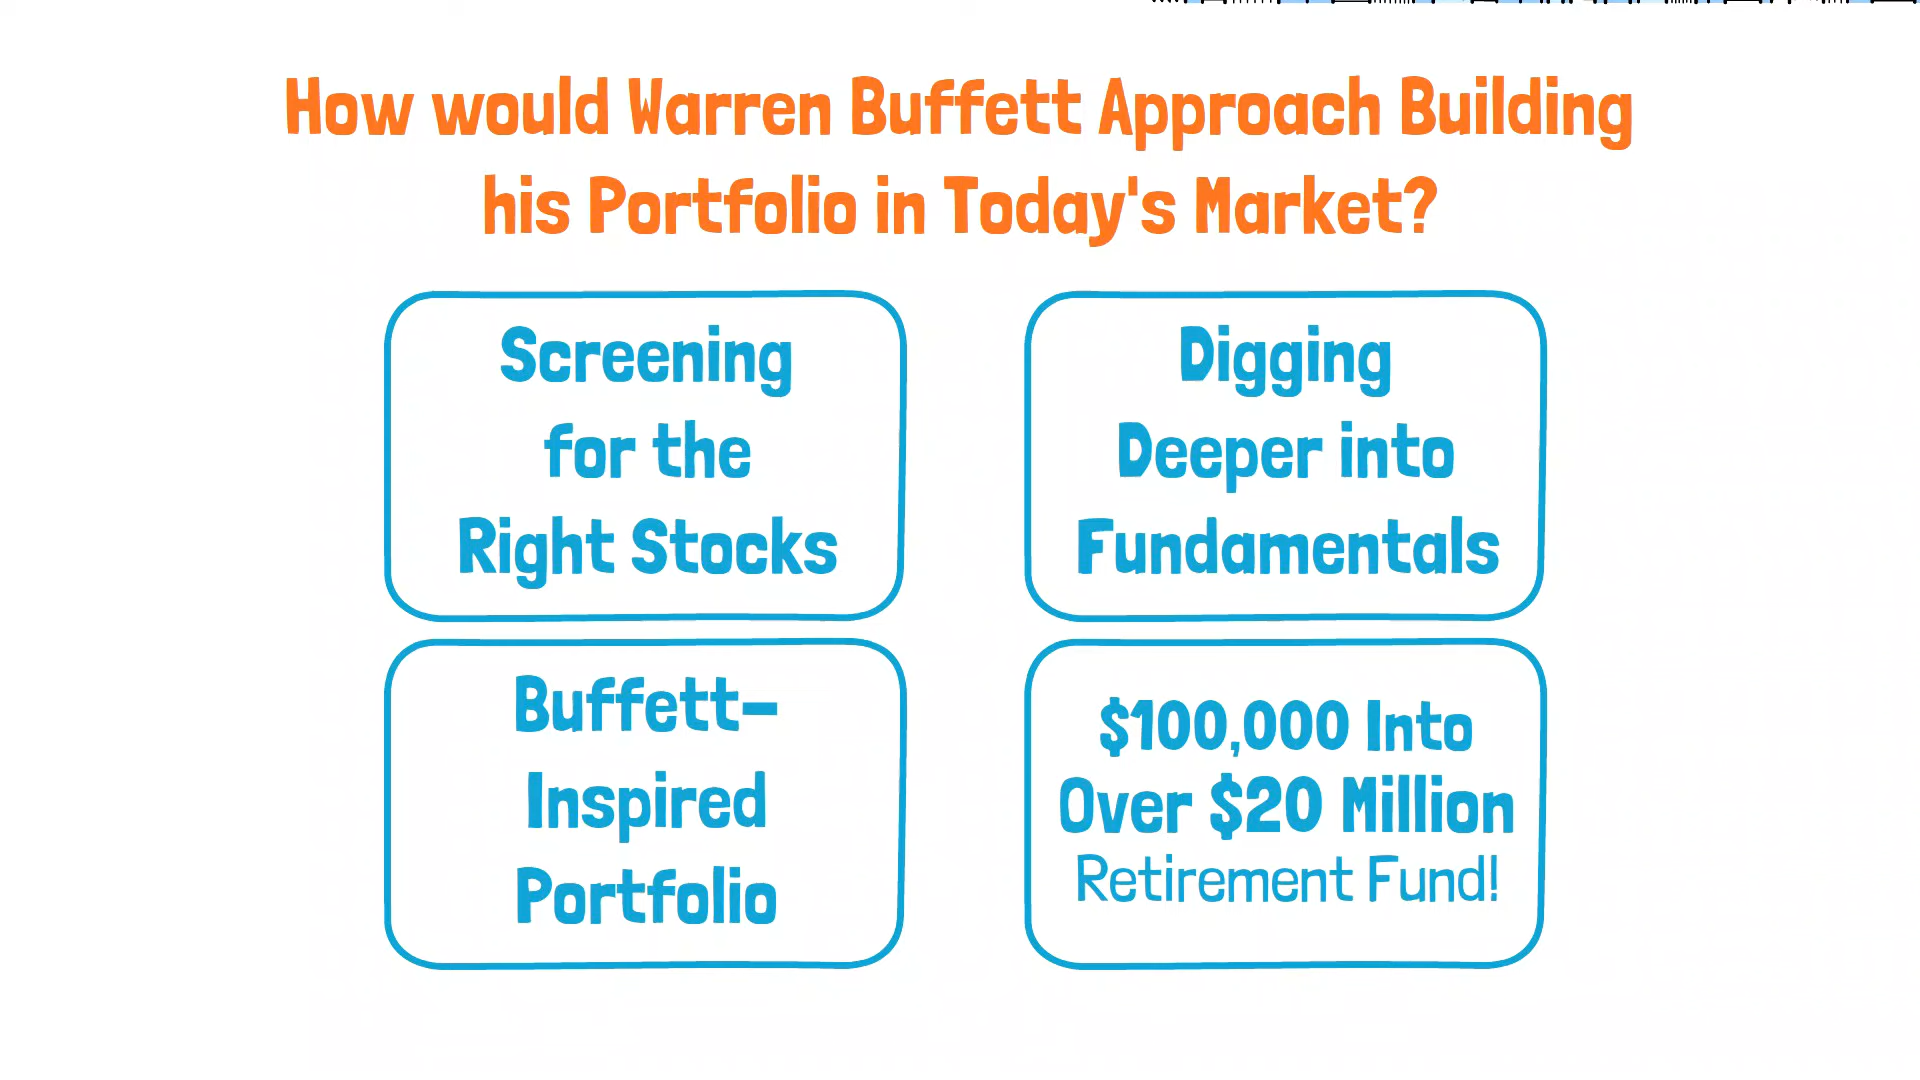 How would Warren Buffett Approach Building
his Portfolio in Today's Market?
Screening
for the
Right Stocks
Digging
Deeper into
Fundamentals
Buffett-
Inspired
Portfolio
$100,000 Into
Over $20 Million
Retirement Fund!